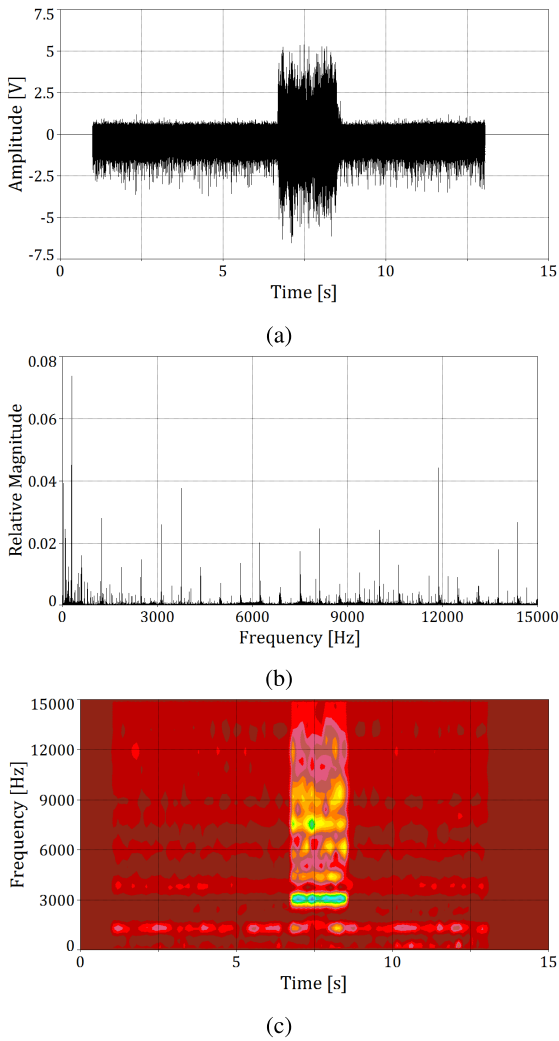 7.5
5
2.5
0
-2.5
-5
-7.5
Amplitude [V]
0 5 10 15
Time [s]
(a)
0.08
0.06
0.04
0.02
0
Relative Magnitude
0 3000 6000 9000 12000 15000
Frequency [Hz]
(b)
15000
12000
9000
6000
3000
0
Frequency [Hz]
0 5 10 15
Time [s]
(c)